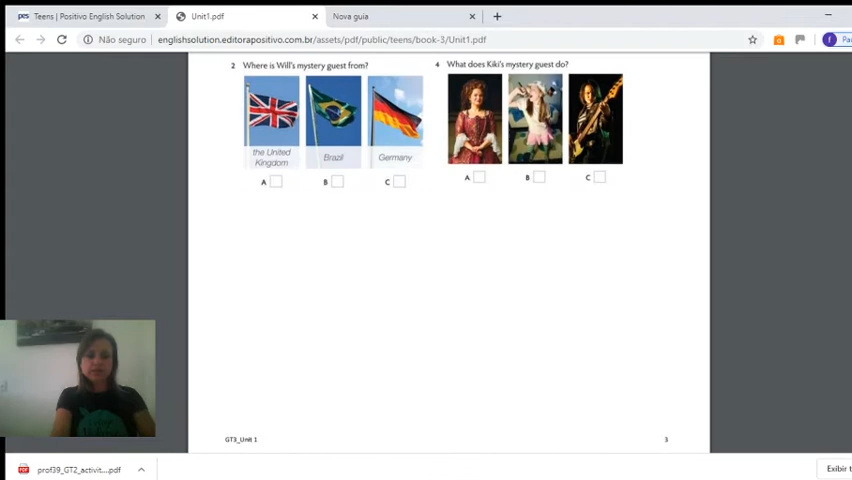 Teens | Positivo English Solution
Unit1.pdf
Nova guia
Não seguro
englishsolution.editorapositivo.com.br/assets/pdf/public/teens/book-3/Unit1.pdf
2 Where is Will's mystery guest from?
the United
Kingdom
Brazil
Germany
A
B
C
4 What does Kiki's mystery guest do?
A
B
C
GT3_Unit 1
3
prof39_GT2_activit....pdf